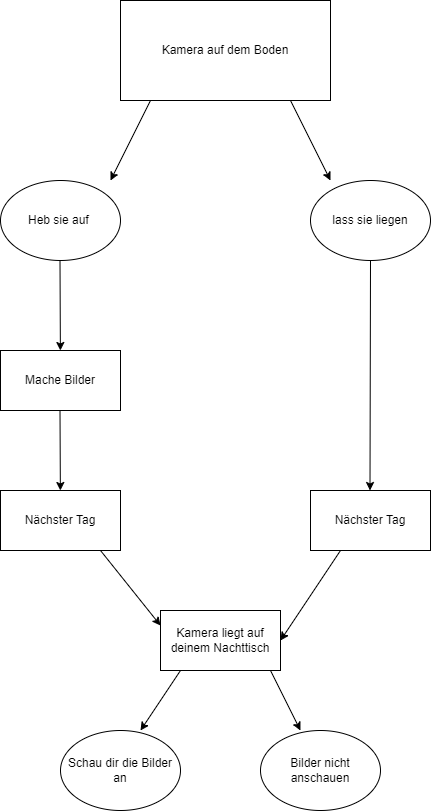 Kamera auf dem Boden
Heb sie auf
lass sie liegen
Mache Bilder
Nächster Tag
Nächster Tag
Kamera liegt auf
deinem Nachttisch
Schau dir die Bilder
an
Bilder nicht
anschauen